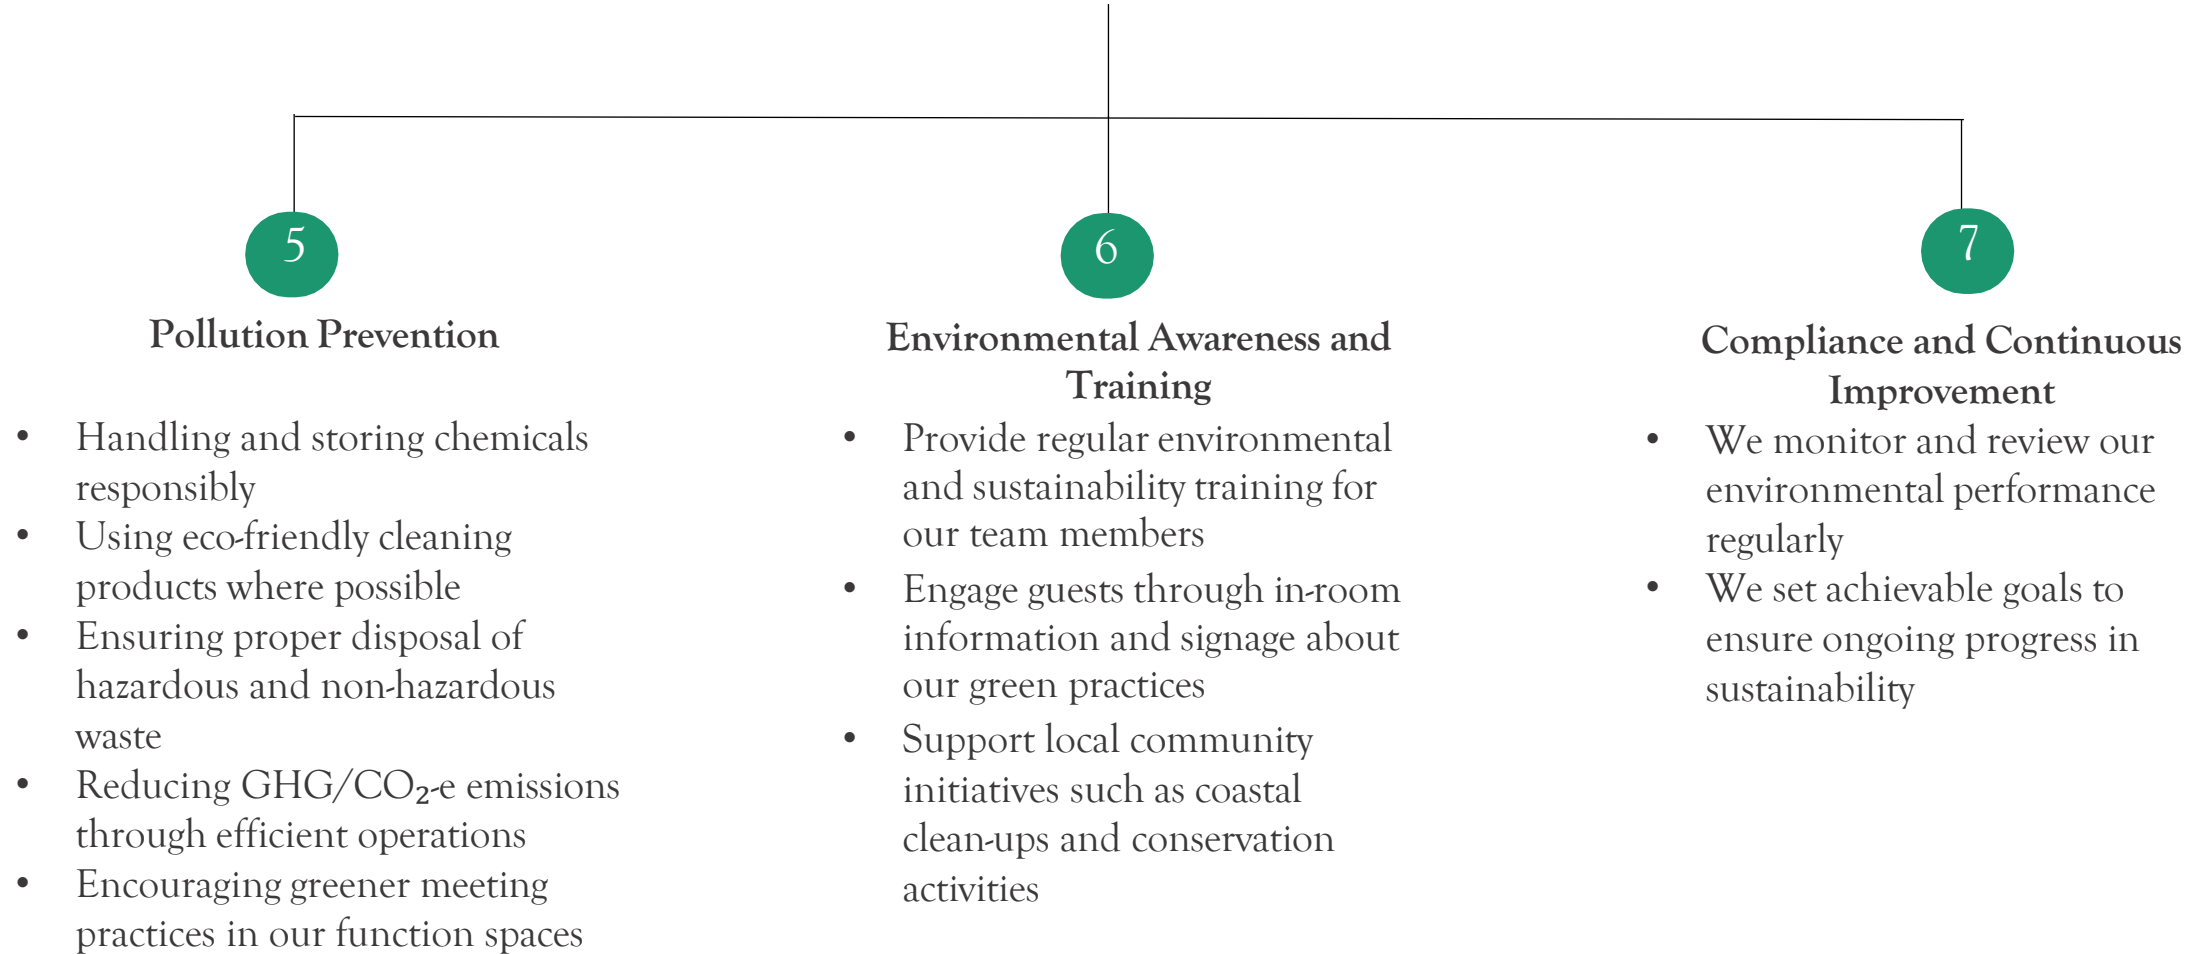 5
Pollution Prevention
• Handling and storing chemicals
responsibly
• Using eco-friendly cleaning
products where possible
• Ensuring proper disposal of
hazardous and non-hazardous
waste
• Reducing GHG/CO₂-e emissions
through efficient operations
• Encouraging greener meeting
practices in our function spaces
6
Environmental Awareness and
Training
• Provide regular environmental
and sustainability training for
our team members
• Engage guests through in-room
information and signage about
our green practices
• Support local community
initiatives such as coastal
clean-ups and conservation
activities
7
Compliance and Continuous
Improvement
• We monitor and review our
environmental performance
regularly
• We set achievable goals to
ensure ongoing progress in
sustainability